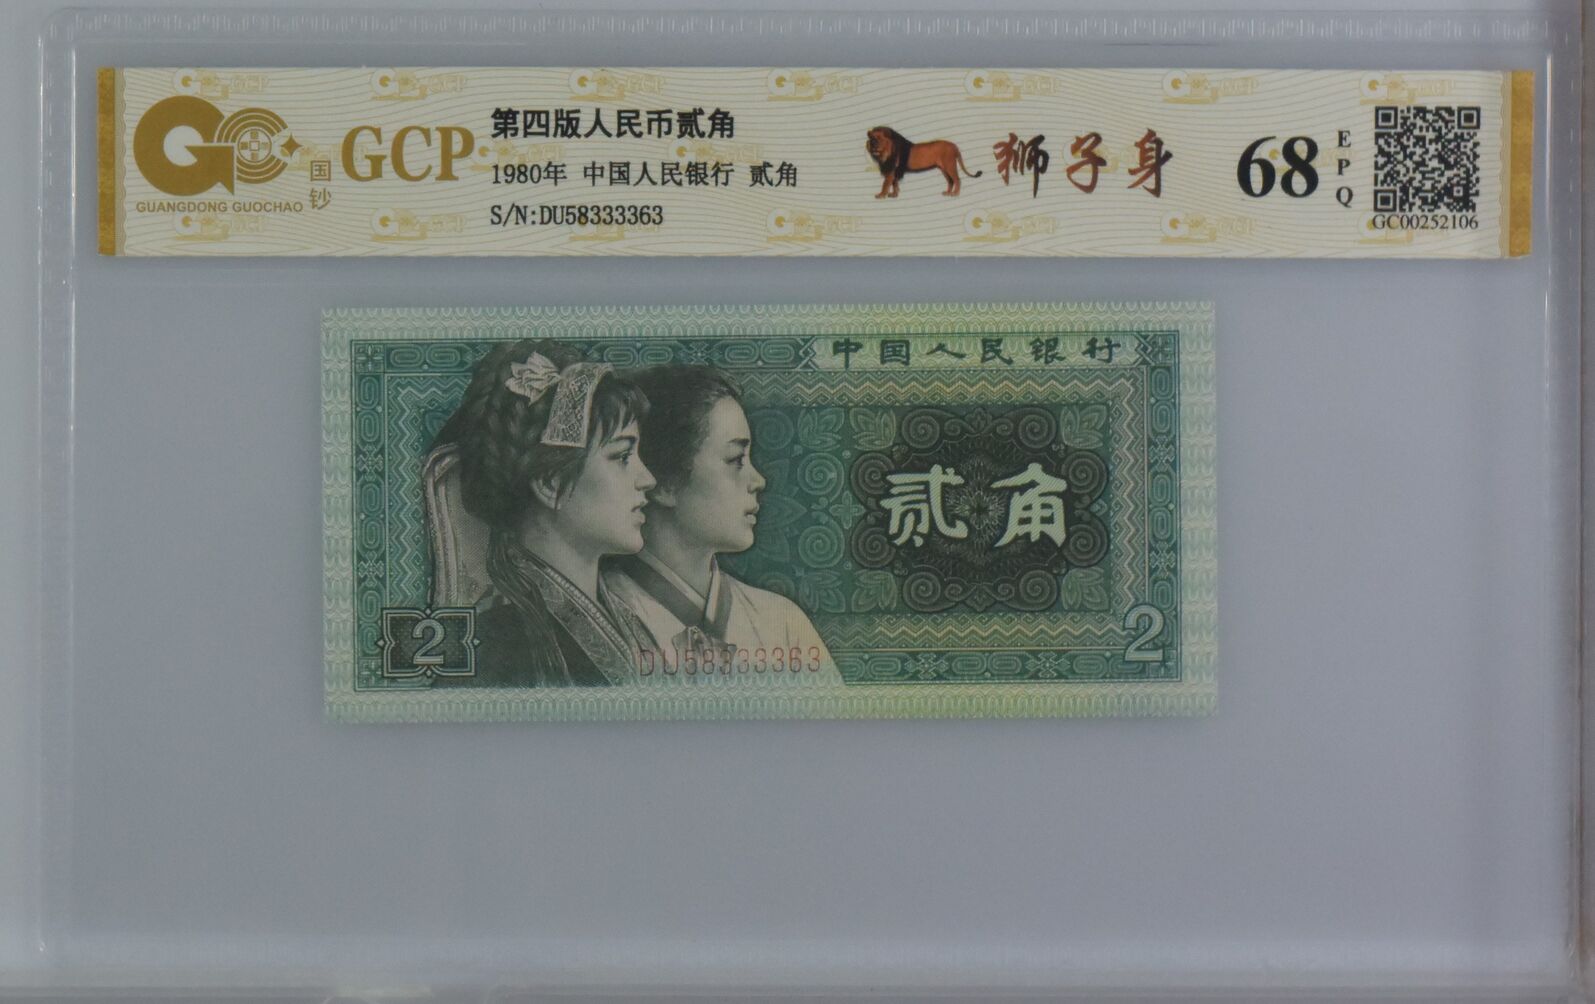 GUANGDONG GUOCHAO
国钞
GCP
第四版人民币贰角
1980年 中国人民银行 贰角
S/N:DU58333363
狮子身
68
EPQ
GC00252106
中国人民银行
贰角
2
2
DU58333363